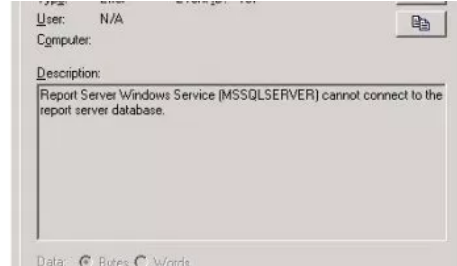 User: N/A
Computer:
Description:
Report Server Windows Service (MSSQLSERVER) cannot connect to the
report server database.
Data: Bytes Words